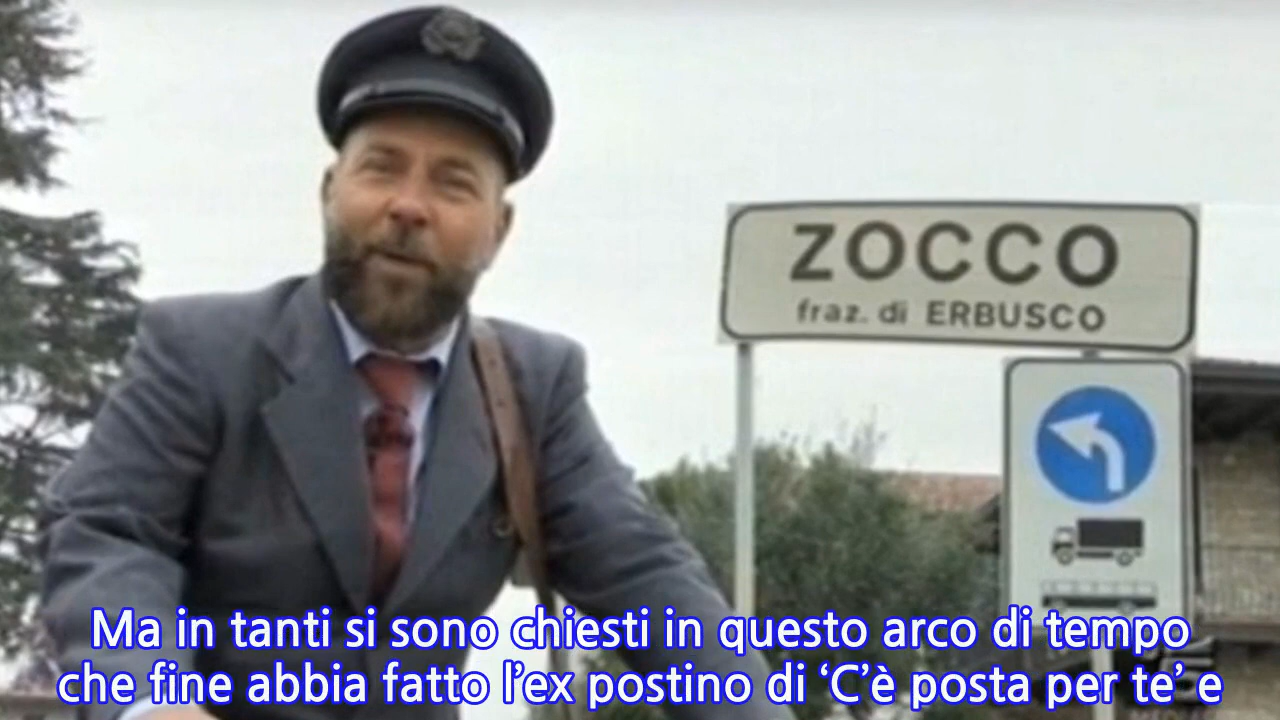 ZOCCO
fraz. di ERBUSCO
Ma in tanti si sono chiesti in questo arco di tempo
che fine abbia fatto l'ex postino di ‘C'è posta per te’ e